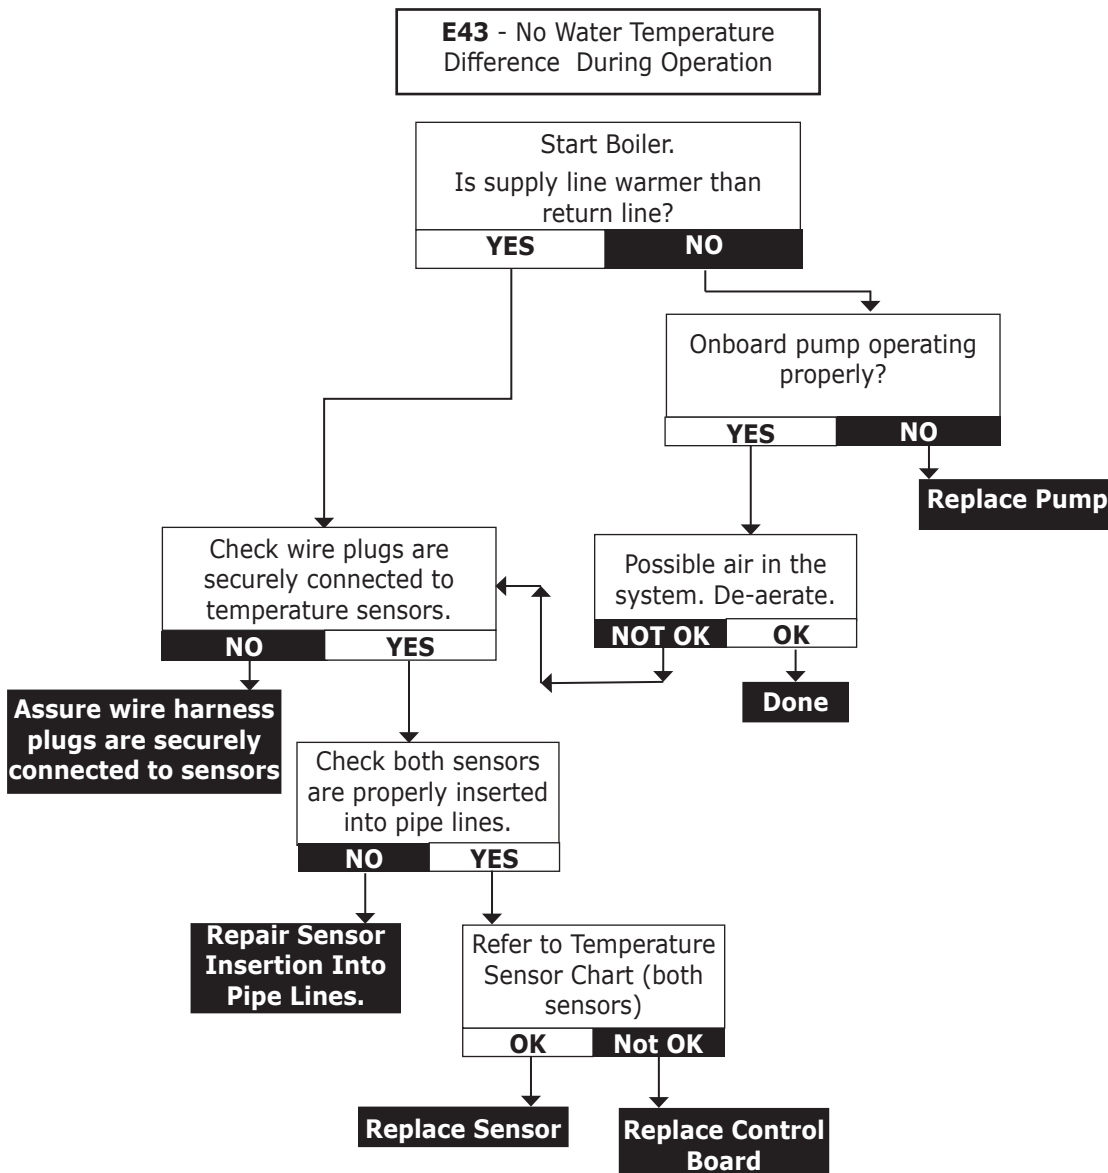 E43 - No Water Temperature
Difference During Operation
Start Boiler.
Is supply line warmer than
return line?
YES
NO
Onboard pump operating
properly?
YES
NO
Replace Pump
Check wire plugs are
securely connected to
temperature sensors.
NO
YES
Possible air in the
system. De-aerate.
NOT OK
OK
Done
Assure wire harness
plugs are securely
connected to sensors
Check both sensors
are properly inserted
into pipe lines.
NO
YES
Repair Sensor
Insertion Into
Pipe Lines.
Refer to Temperature
Sensor Chart (both
sensors)
OK
Not OK
Replace Sensor
Replace Control
Board